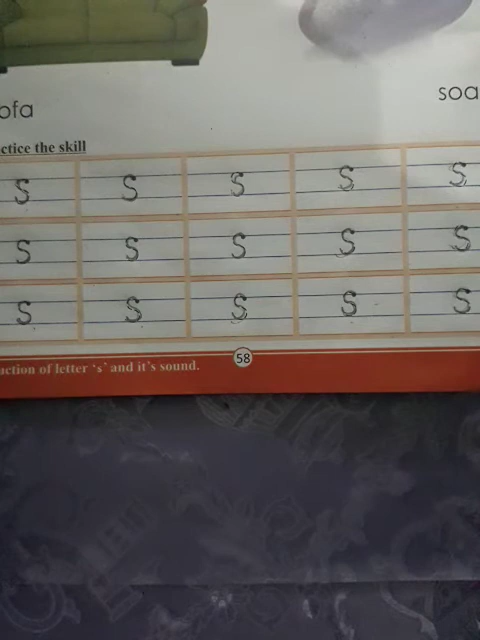 ofa
soa
ctice the skill
s s s s s
s s s s s
s s s s s
58
uction of letter 's' and it's sound.